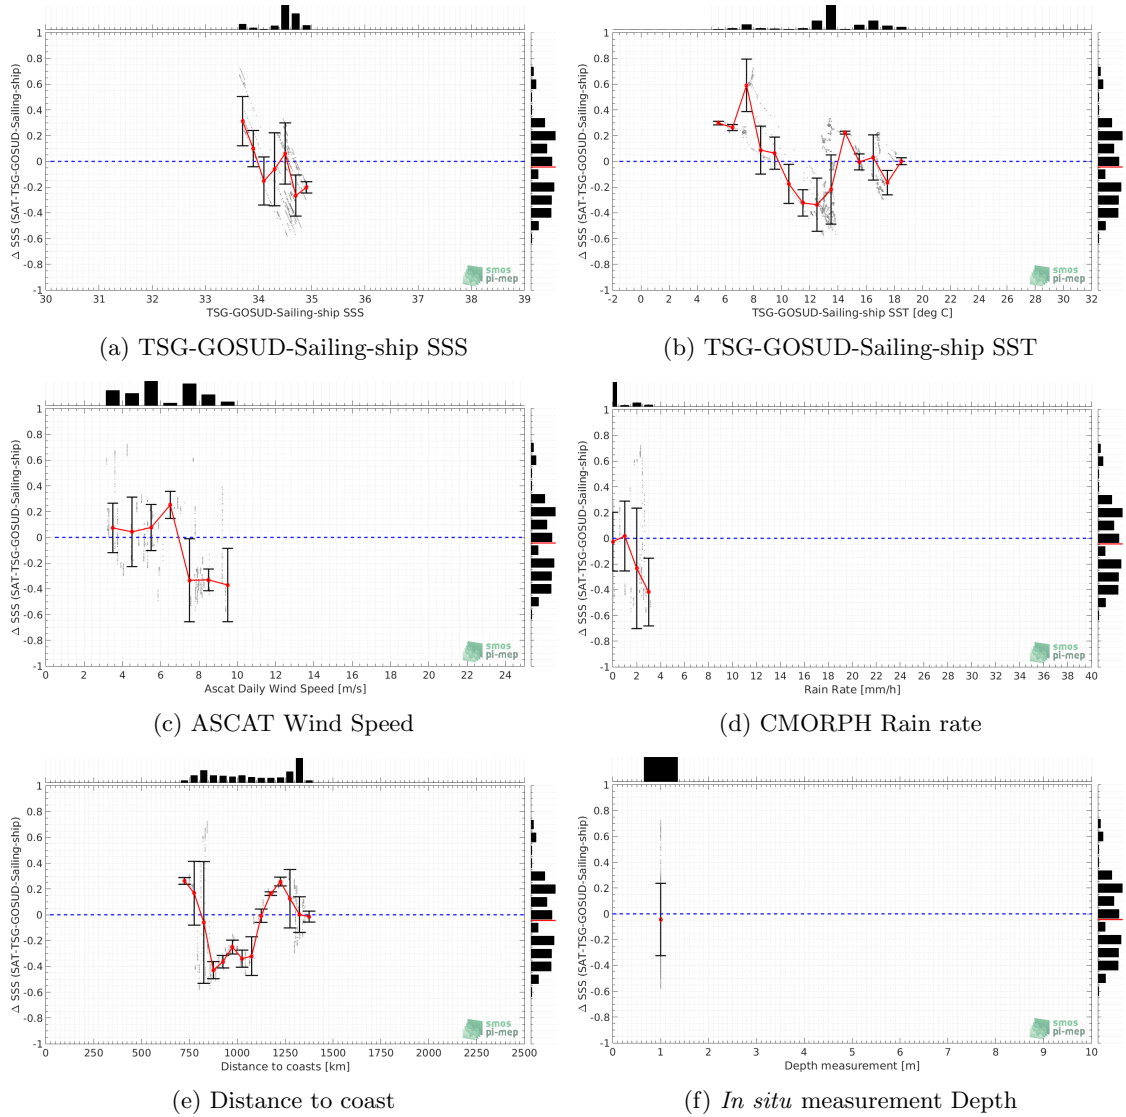 1
0.8
0.6
0.4
0.2
0
-0.2
-0.4
-0.6
-0.8
-1
Δ SSS (SAT-TSG-GOSUD-Sailing-ship)
30 31 32 33 34 35 36 37 38 39
TSG-GOSUD-Sailing-ship SSS
smos
pi-mep
(a) TSG-GOSUD-Sailing-ship SSS
1
0.8
0.6
0.4
0.2
0
-0.2
-0.4
-0.6
-0.8
-1
Δ SSS (SAT-TSG-GOSUD-Sailing-ship)
-2 0 2 4 6 8 10 12 14 16 18 20 22 24 26 28 30 32
TSG-GOSUD-Sailing-ship SST [deg C]
smos
pi-mep
(b) TSG-GOSUD-Sailing-ship SST
1
0.8
0.6
0.4
0.2
0
-0.2
-0.4
-0.6
-0.8
-1
Δ SSS (SAT-TSG-GOSUD-Sailing-ship)
0 2 4 6 8 10 12 14 16 18 20 22 24
Ascat Daily Wind Speed [m/s]
smos
pi-mep
(c) ASCAT Wind Speed
1
0.8
0.6
0.4
0.2
0
-0.2
-0.4
-0.6
-0.8
-1
Δ SSS (SAT-TSG-GOSUD-Sailing-ship)
0 2 4 6 8 10 12 14 16 18 20 22 24 26 28 30 32 34 36 38 40
Rain Rate [mm/h]
smos
pi-mep
(d) CMORPH Rain rate
1
0.8
0.6
0.4
0.2
0
-0.2
-0.4
-0.6
-0.8
-1
Δ SSS (SAT-TSG-GOSUD-Sailing-ship)
0 250 500 750 1000 1250 1500 1750 2000 2250 2500
Distance to coasts [km]
smos
pi-mep
(e) Distance to coast
1
0.8
0.6
0.4
0.2
0
-0.2
-0.4
-0.6
-0.8
-1
Δ SSS (SAT-TSG-GOSUD-Sailing-ship)
0 1 2 3 4 5 6 7 8 9 10
Depth measurement [m]
smos
pi-mep
(f) In situ measurement Depth